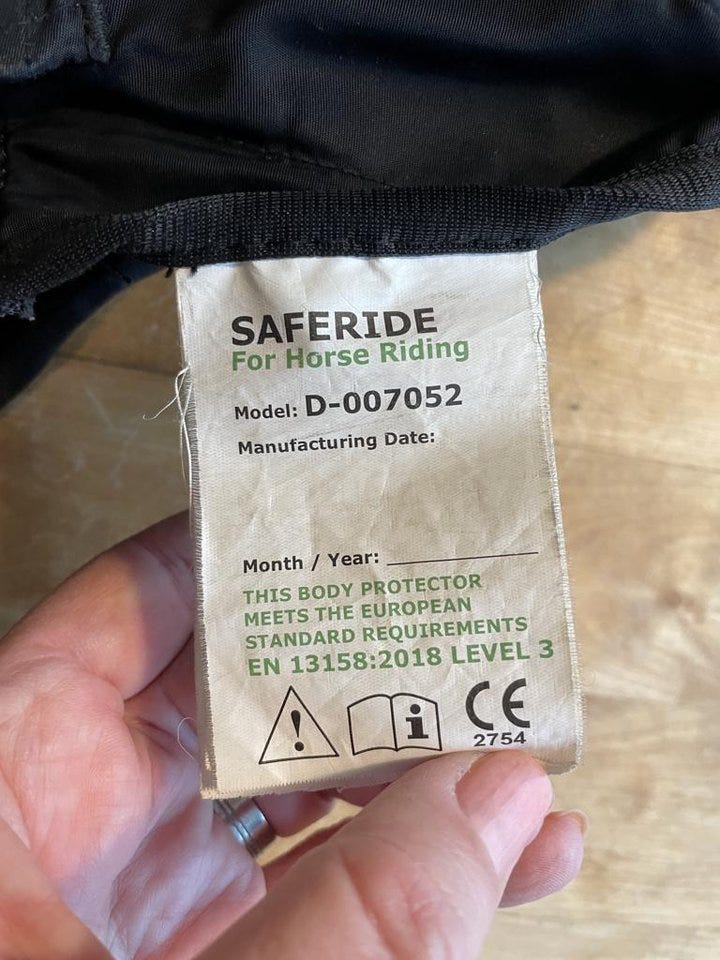 SAFERIDE
For Horse Riding
Model: D-007052
Manufacturing Date:
Month / Year:
THIS BODY PROTECTOR
MEETS THE EUROPEAN
STANDARD REQUIREMENTS
EN 13158:2018 LEVEL 3
! i CE
2754